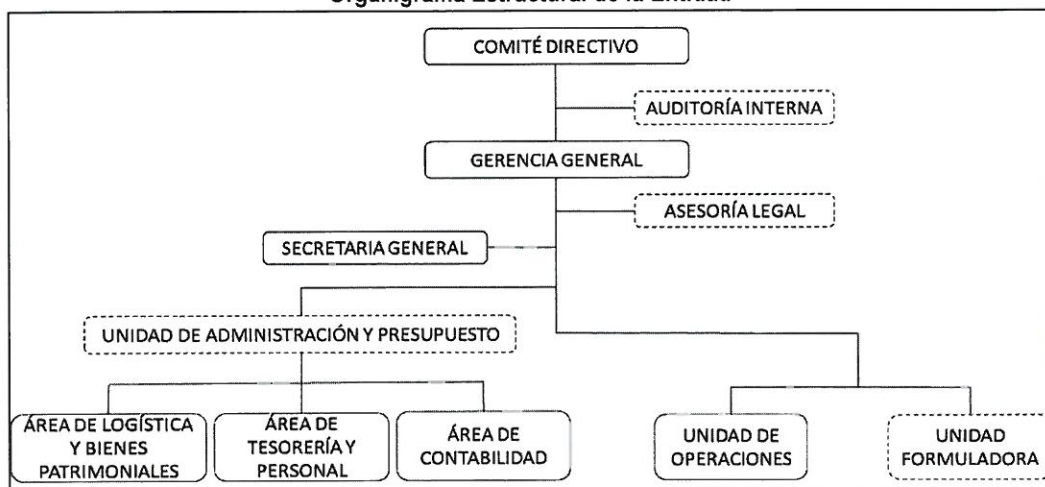 Organigrama Estructural de la Entidad
COMITÉ DIRECTIVO
AUDITORÍA INTERNA
GERENCIA GENERAL
ASESORÍA LEGAL
SECRETARIA GENERAL
UNIDAD DE ADMINISTRACIÓN Y PRESUPUESTO
ÁREA DE LOGÍSTICA
Y BIENES
PATRIMONIALES
ÁREA DE
TESORERÍA Y
PERSONAL
ÁREA DE
CONTABILIDAD
UNIDAD DE
OPERACIONES
UNIDAD
FORMULADORA